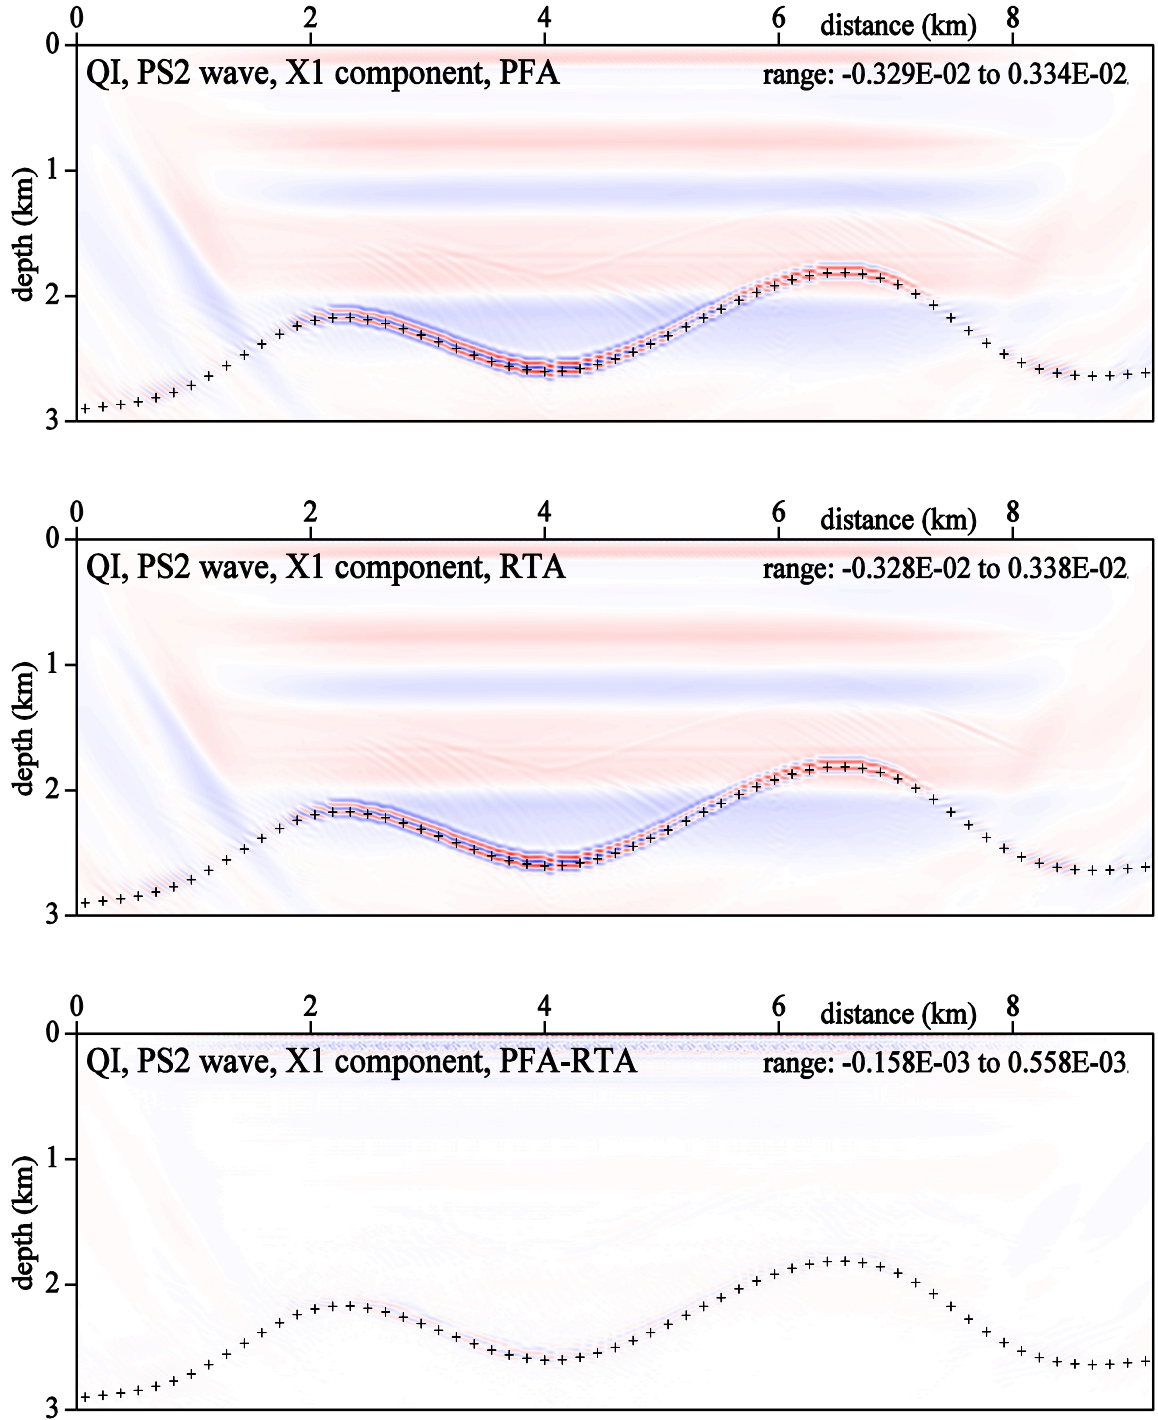 0 2 4 6 distance (km) 8
0
QI, PS2 wave, X1 component, PFA range: -0.329E-02 to 0.334E-02
1
depth (km)
2
3
0 2 4 6 distance (km) 8
0
QI, PS2 wave, X1 component, RTA range: -0.328E-02 to 0.338E-02
1
depth (km)
2
3
0 2 4 6 distance (km) 8
0
QI, PS2 wave, X1 component, PFA-RTA range: -0.158E-03 to 0.558E-03
1
depth (km)
2
3